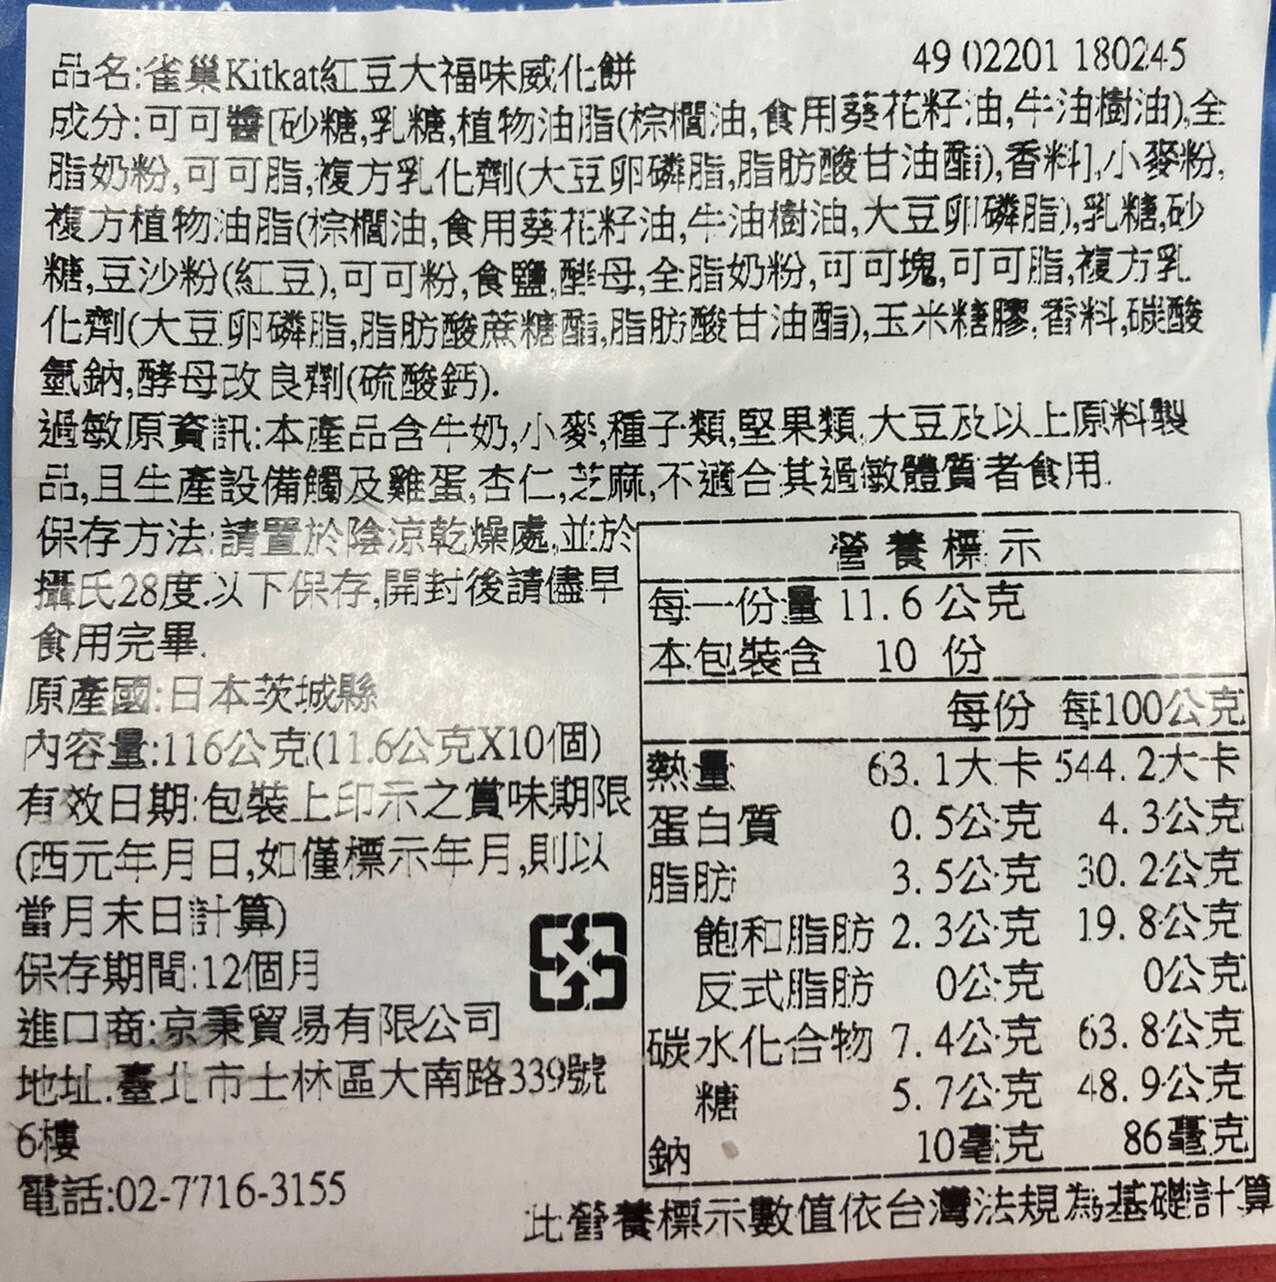 品名:雀巢Kitkat紅豆大福味威化餅 49 02201 180245
成分:可可醬[砂糖,乳糖,植物油脂(棕櫚油,食用葵花籽油,牛油樹油),全
脂奶粉,可可脂,複方乳化劑(大豆卵磷脂,脂肪酸甘油酯),香料],小麥粉,
複方植物油脂(棕櫚油,食用葵花籽油,牛油樹油,大豆卵磷脂),乳糖,砂
糖,豆沙粉(紅豆),可可粉,食鹽,酵母,全脂奶粉,可可塊,可可脂,複方乳
化劑(大豆卵磷脂,脂肪酸蔗糖酯,脂肪酸甘油酯),玉米糖膠,香料,碳酸
氫鈉,酵母改良劑(硫酸鈣).
過敏原資訊:本產品含牛奶,小麥,種子類,堅果類,大豆及以上原料製
品,且生產設備觸及雞蛋,杏仁,芝麻,不適合其過敏體質者食用.
保存方法:請置於陰涼乾燥處,並於
攝氏28度以下保存,開封後請儘早
食用完畢.
原產國:日本茨城縣
內容量:116公克(11.6公克X10個)
有效日期:包裝上印示之賞味期限
(西元年月日,如僅標示年月,則以
當月末日計算)
保存期間:12個月
進口商:京秉貿易有限公司
地址:臺北市士林區大南路339號
6樓
電話:02-7716-3155
營養標示
每一份量 11.6公克
本包裝含 10 份
每份 每100公克
熱量 63.1大卡 544.2大卡
蛋白質 0.5公克 4.3公克
脂肪 3.5公克 30.2公克
飽和脂肪 2.3公克 19.8公克
反式脂肪 0公克 0公克
碳水化合物 7.4公克 63.8公克
糖 5.7公克 48.9公克
鈉 10毫克 86毫克
此營養標示數值依台灣法規為基礎計算